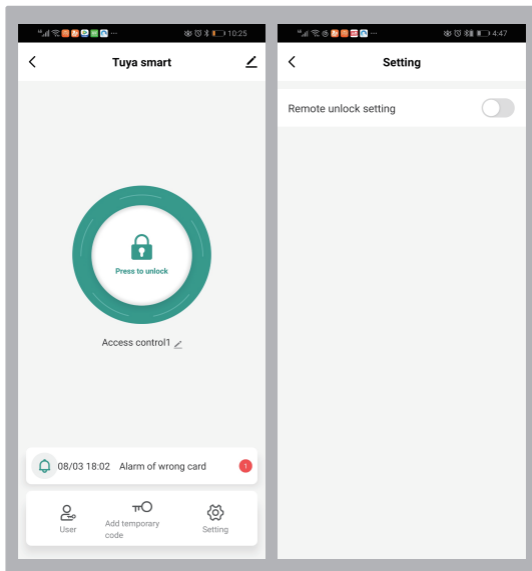 10:25
Tuya smart
Press to unlock
Access control1
08/03 18:02 Alarm of wrong card
1
User
Add temporary
code
Setting
4:47
Setting
Remote unlock setting